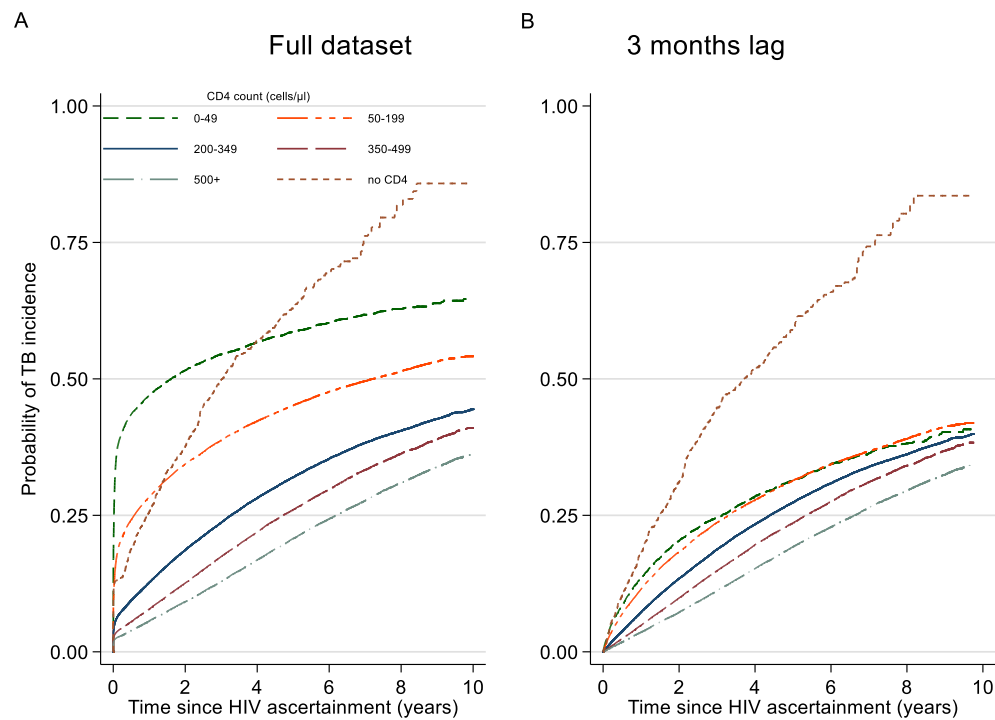 A
B
Full dataset
3 months lag
CD4 count (cells/µl)
0-49
50-199
200-349
350-499
500+
no CD4
Probability of TB incidence
1.00
0.75
0.50
0.25
0.00
0 2 4 6 8 10
Time since HIV ascertainment (years)
1.00
0.75
0.50
0.25
0.00
0 2 4 6 8 10
Time since HIV ascertainment (years)